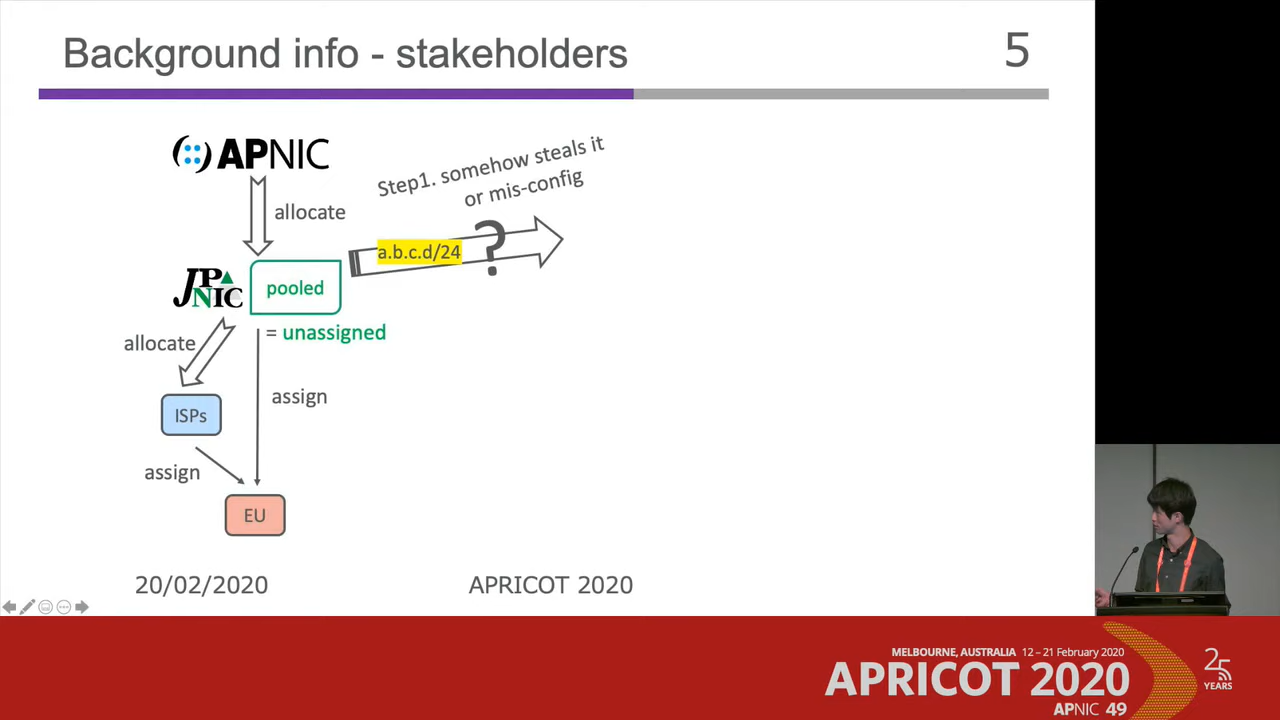 Background info - stakeholders
5
APNIC
Step1. somehow steals it
or mis-config
allocate
a.b.c.d/24
?
JPNIC
pooled
= unassigned
allocate
assign
ISPs
assign
EU
20/02/2020
APRICOT 2020
MELBOURNE, AUSTRALIA 12 – 21 February 2020
APRICOT 2020
APNIC 49
25
YEARS